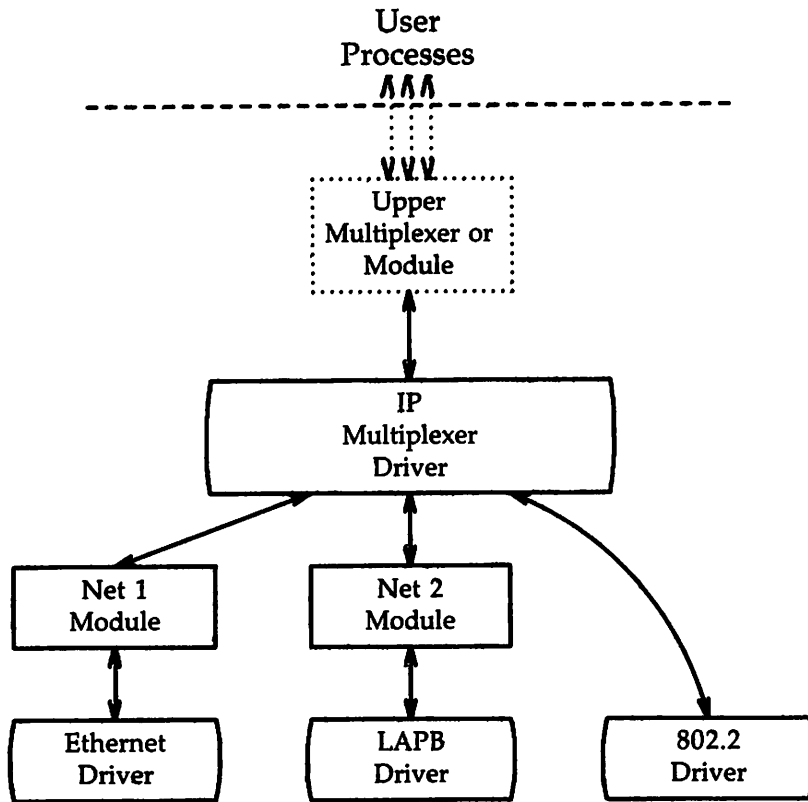 User
Processes
Upper
Multiplexer or
Module
IP
Multiplexer
Driver
Net 1
Module
Net 2
Module
Ethernet
Driver
LAPB
Driver
802.2
Driver